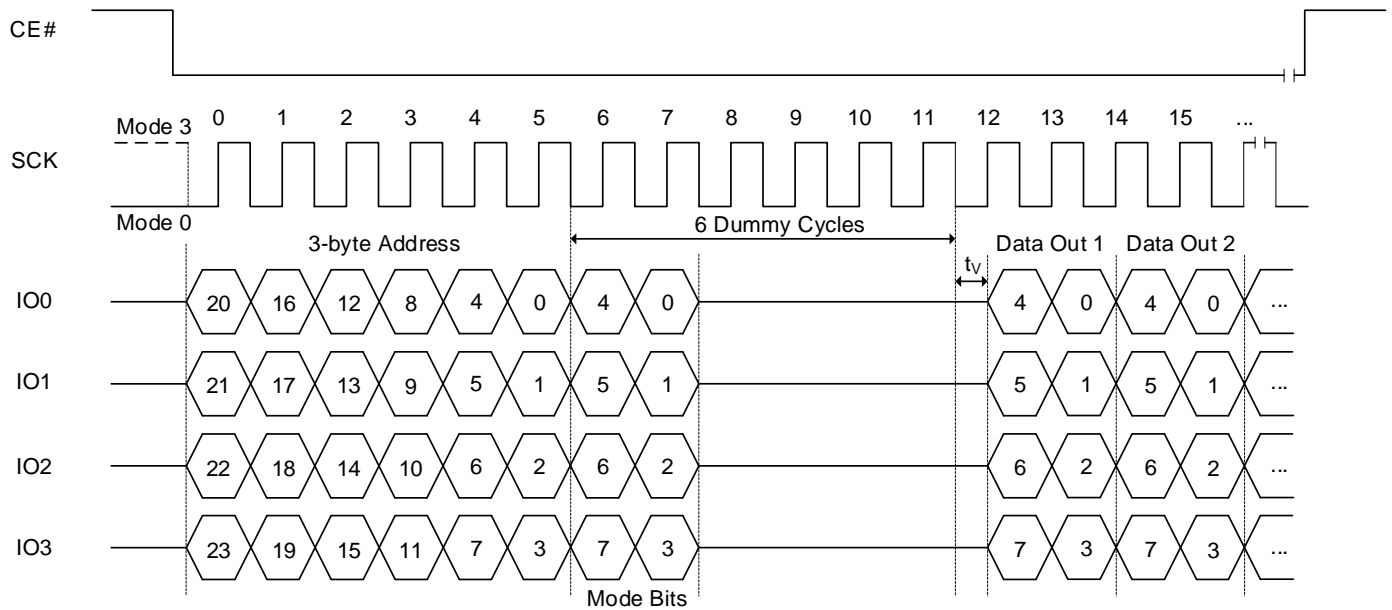 CE#
Mode 3 0 1 2 3 4 5 6 7 8 9 10 11 12 13 14 15 ...
SCK
Mode 0
6 Dummy Cycles
3-byte Address
Data Out 1 Data Out 2
tV
IO0 20 16 12 8 4 0 4 0 4 0 4 0 ...
IO1 21 17 13 9 5 1 5 1 5 1 5 1 ...
IO2 22 18 14 10 6 2 6 2 6 2 6 2 ...
IO3 23 19 15 11 7 3 7 3 7 3 7 3 ...
Mode Bits